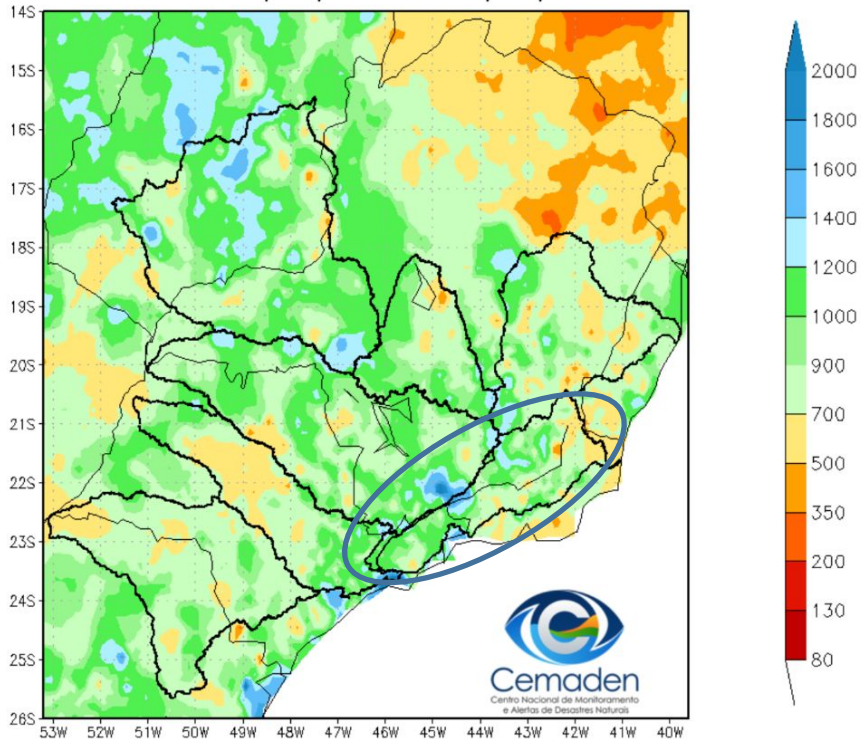 14S
15S
16S
17S
18S
19S
20S
21S
22S
23S
24S
25S
26S
53W 52W 51W 50W 49W 48W 47W 46W 45W 44W 43W 42W 41W 40W
2000
1800
1600
1400
1200
1000
900
700
500
350
200
130
80
Cemaden
Centro Nacional de Monitoramento
e Alertas de Desastres Naturais